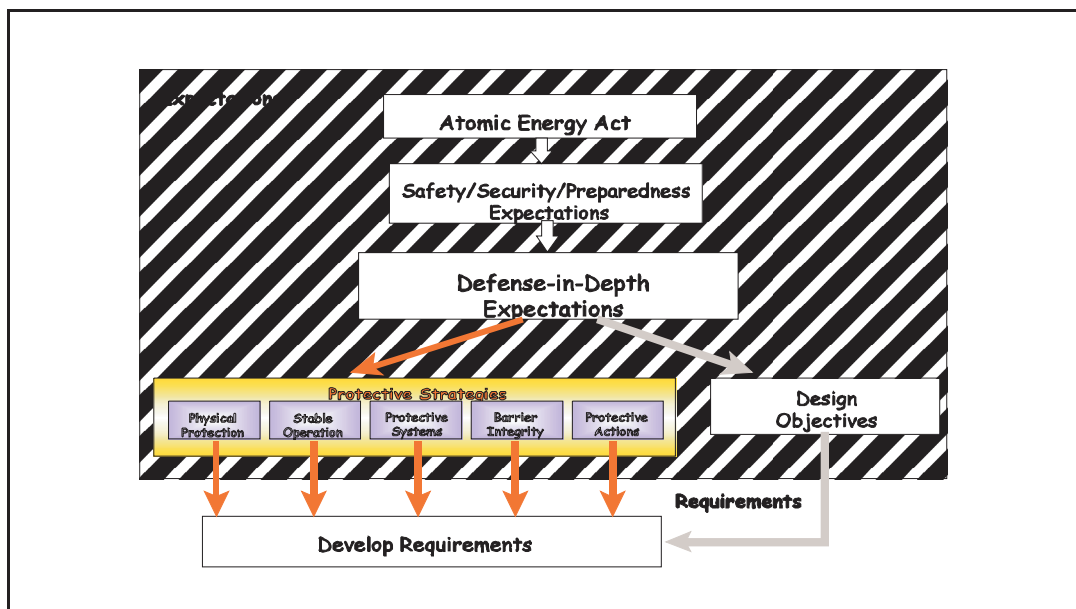 Atomic Energy Act
Safety/Security/Preparedness
Expectations
Defense-in-Depth
Expectations
Protective Strategies
Physical
Protection
Stable
Operation
Protective
Systems
Barrier
Integrity
Protective
Actions
Design
Objectives
Requirements
Develop Requirements